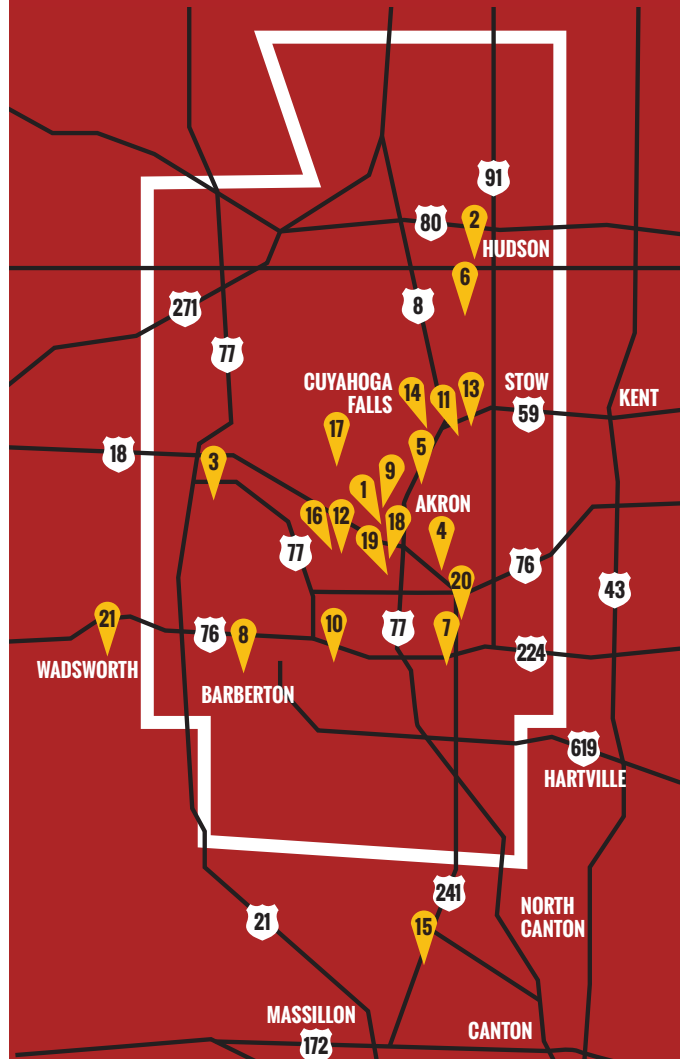 91
2
80
HUDSON
6
271
8
77
CUYAHOGA
FALLS
14
11
13
STOW
59
KENT
17
18
3
5
9
1
AKRON
16
12
18
19
4
77
20
76
43
21
76
8
10
77
7
224
WADSWORTH
BARBERTON
619
HARTVILLE
241
21
15
NORTH
CANTON
MASSILLON
172
CANTON